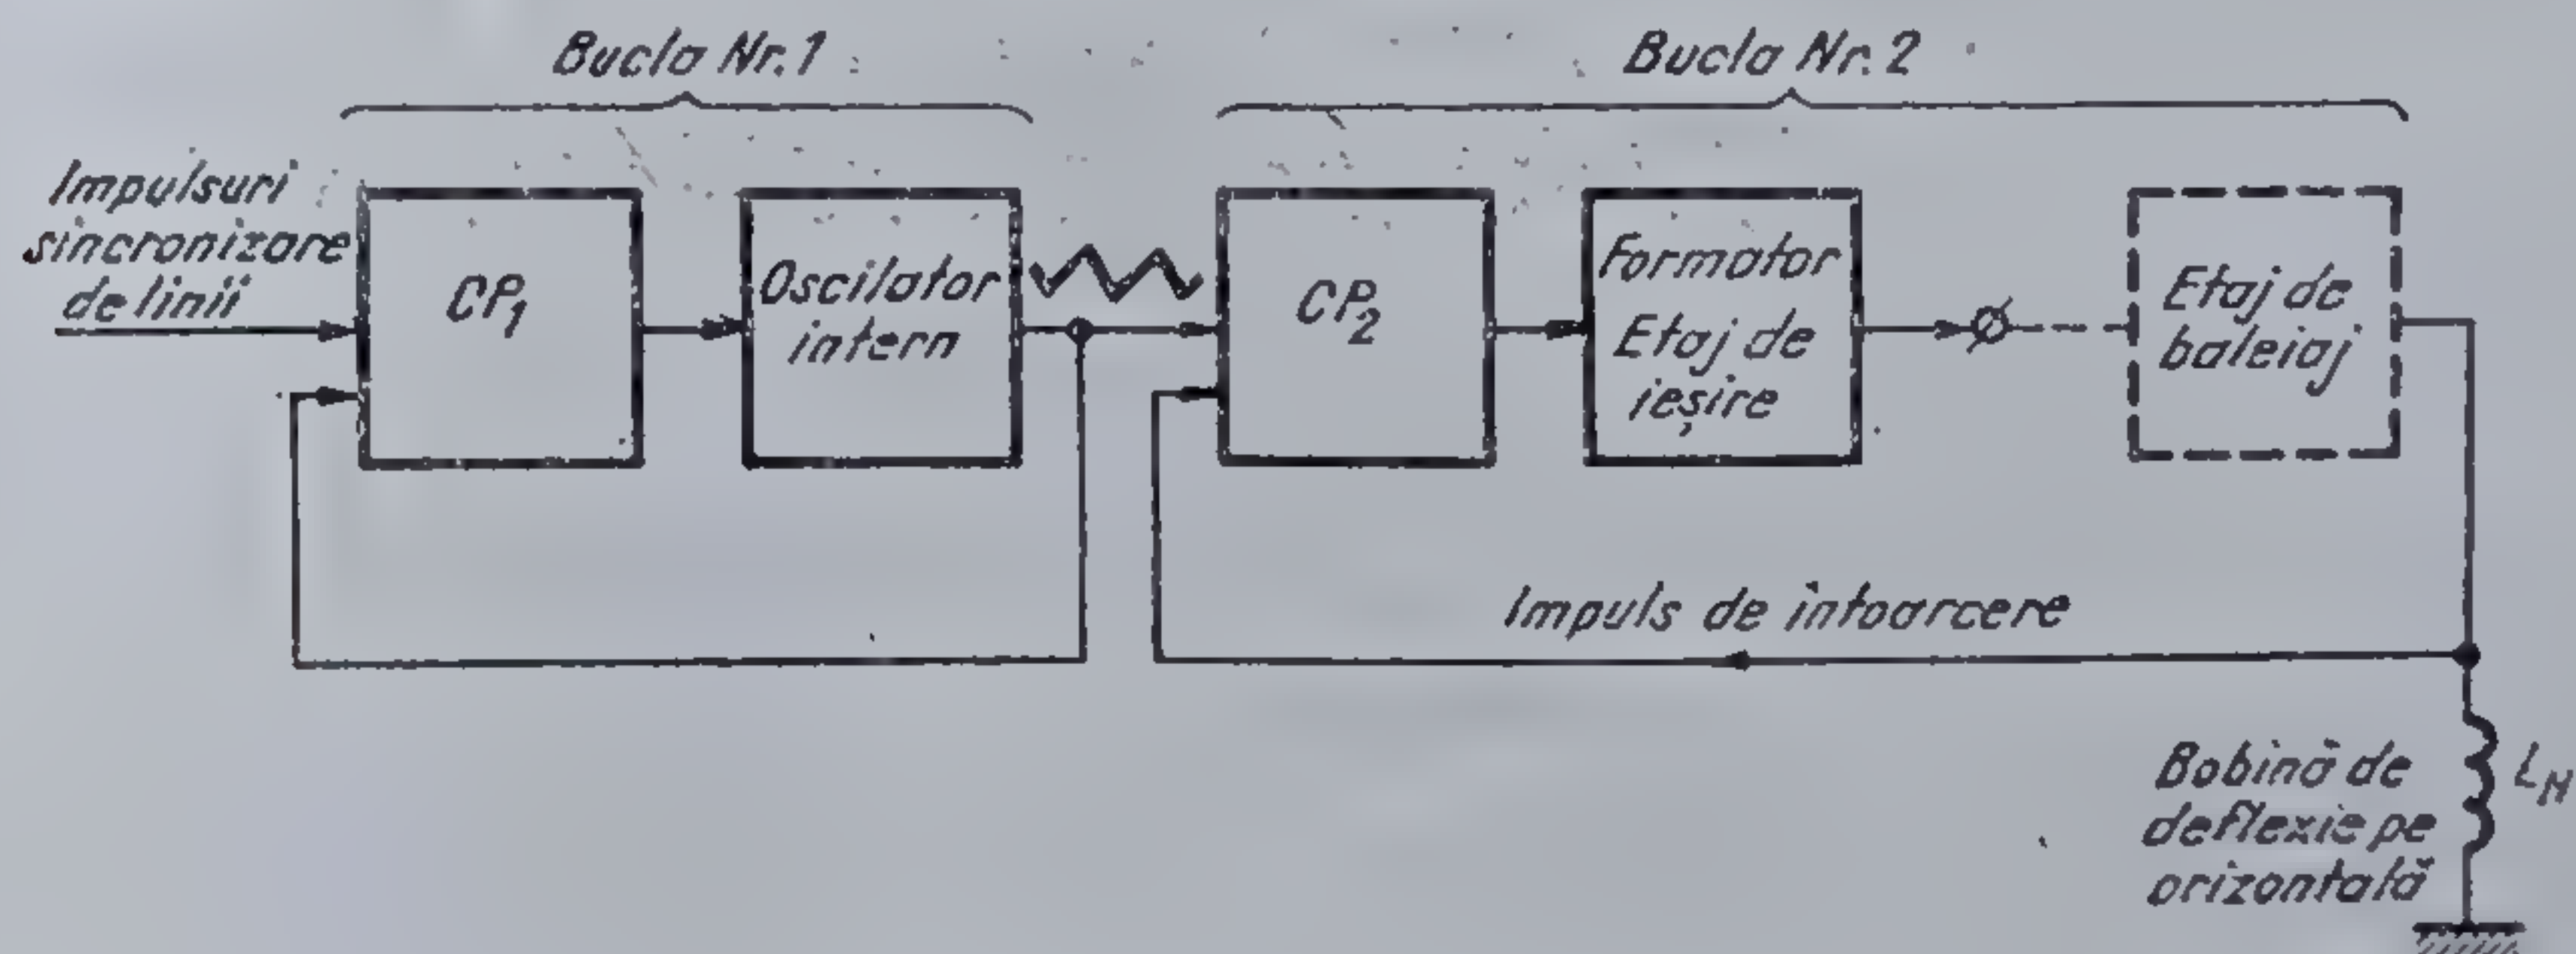 Bucla Nr. 1
Bucla Nr. 2
Impulsuri
sincronizare
de linii
CP1
Oscilator
intern
CP2
Formator
Etaj de
ieșire
Etaj de
baleiaj
Impuls de întoarcere
Bobină de
deflexie pe
orizontală
LH